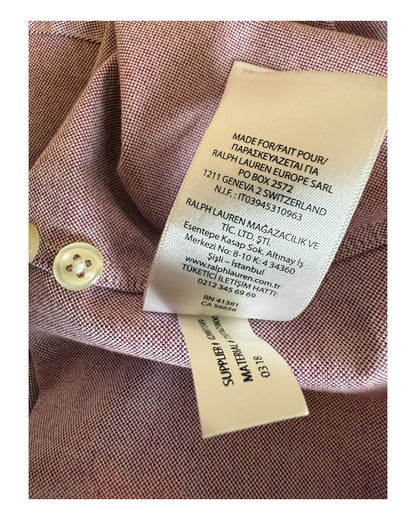 MADE FOR/FAIT POUR/
ΠΑΡΑΣΚΕΥΑΖΕΤΑΙ ΓΙΑ
RALPH LAUREN EUROPE SARL
PO BOX 2572
1211 GENEVA 2 SWITZERLAND
N.I.F. : IT03945310963
RALPH LAUREN MAĞAZACILIK VE
TİC. LTD. ŞTİ.
Esentepe Kasap Sok. Altınay İş
Merkezi No: 8-10 K: 4 34360
Şişli – İstanbul
www.ralphlauren.com
TÜKETİCİ İLETİŞİM HATTI:
0212 345 69 69
RN 41381
CA 56658
SUPPLIER/
MATERIAL/
0318